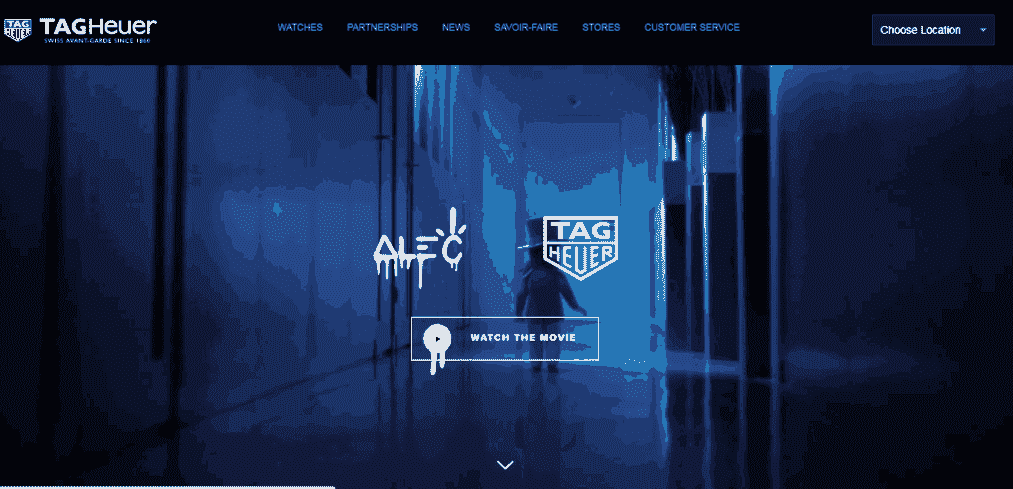 TAG HEUER TAGHeuer
SWISS AVANT-GARDE SINCE 1860
WATCHES PARTNERSHIPS NEWS SAVOIR-FAIRE STORES CUSTOMER SERVICE
Choose Location
ALEC
TAG
HEUER
WATCH THE MOVIE